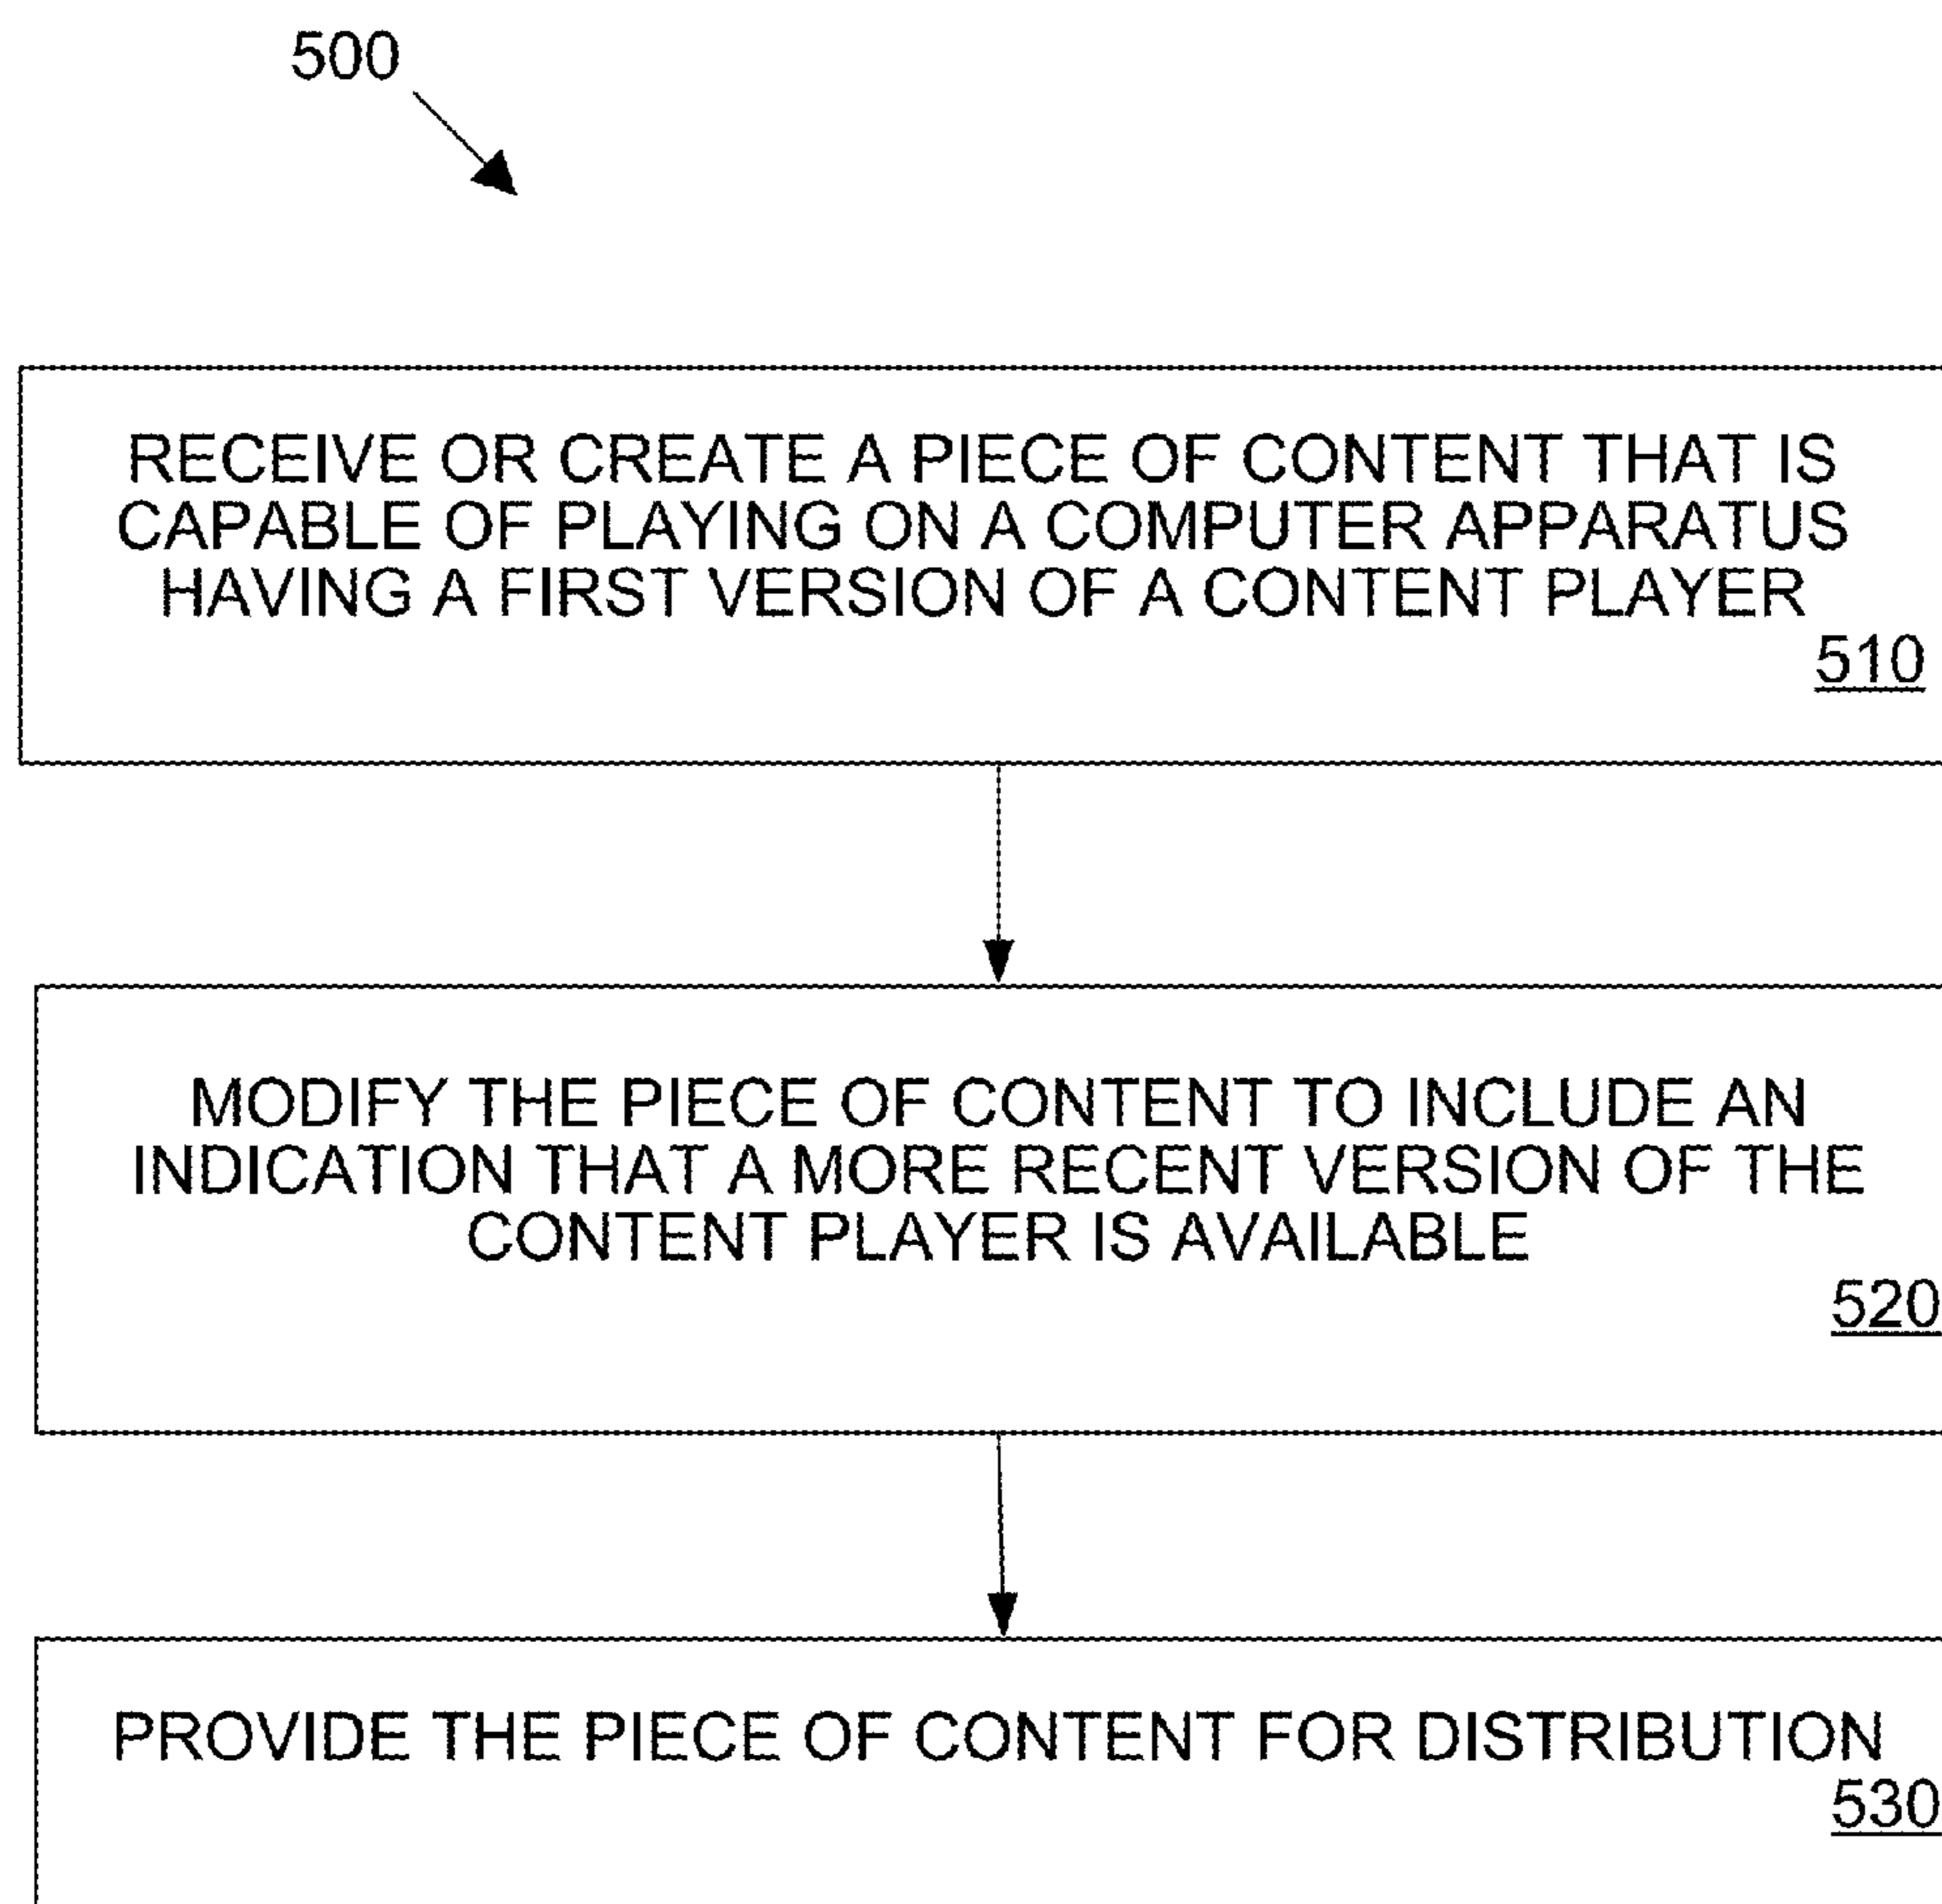 500
RECEIVE OR CREATE A PIECE OF CONTENT THAT IS
CAPABLE OF PLAYING ON A COMPUTER APPARATUS
HAVING A FIRST VERSION OF A CONTENT PLAYER
510
MODIFY THE PIECE OF CONTENT TO INCLUDE AN
INDICATION THAT A MORE RECENT VERSION OF THE
CONTENT PLAYER IS AVAILABLE
520
PROVIDE THE PIECE OF CONTENT FOR DISTRIBUTION
530